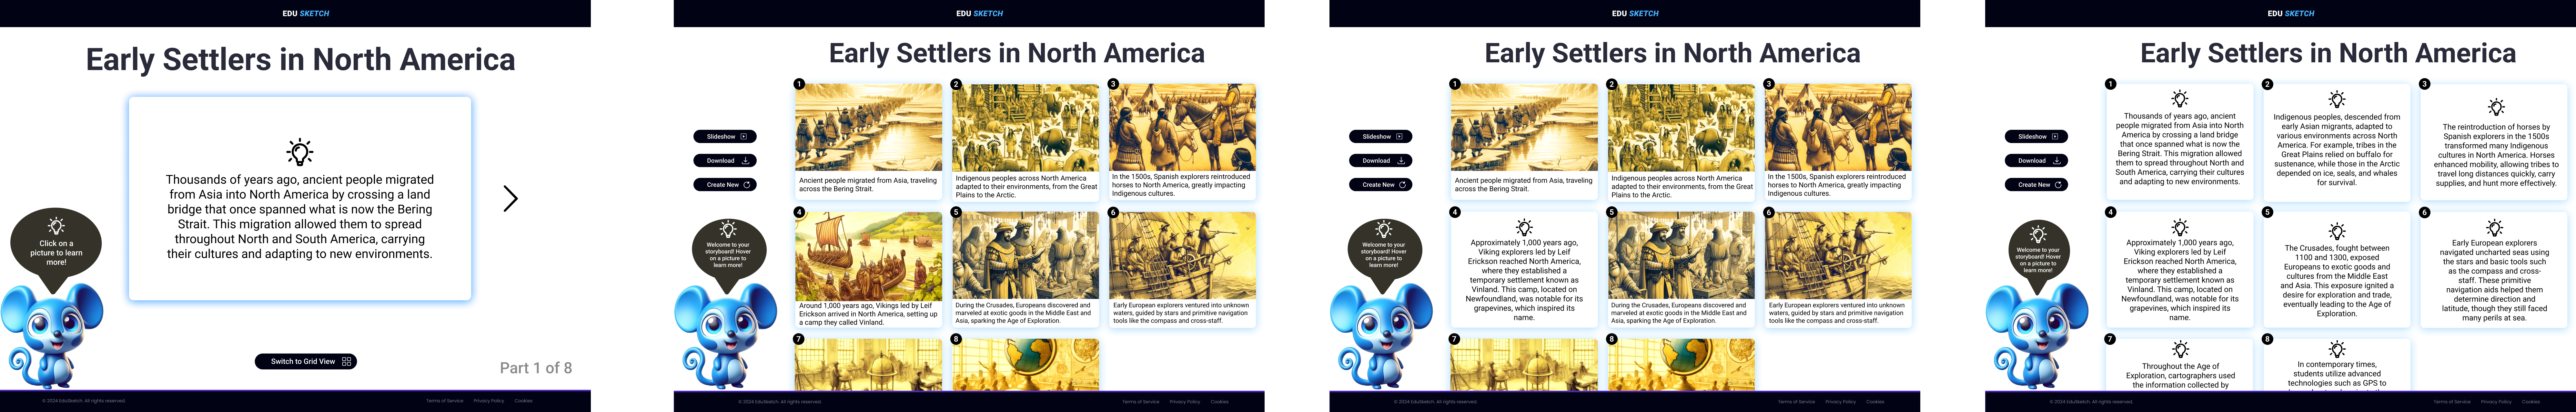 EDU SKETCH
Early Settlers in North America
Thousands of years ago, ancient people migrated
from Asia into North America by crossing a land
bridge that once spanned what is now the Bering
Strait. This migration allowed them to spread
throughout North and South America, carrying
their cultures and adapting to new environments.
Click on a
picture to learn
more!
Switch to Grid View
Part 1 of 8
© 2024 EduSketch. All rights reserved.
Terms of Service Privacy Policy Cookies
EDU SKETCH
Early Settlers in North America
Slideshow
Download
Create New
Welcome to your
storyboard! Hover
on a picture to
learn more!
1
Ancient people migrated from Asia, traveling
across the Bering Strait.
2
Indigenous peoples across North America
adapted to their environments, from the Great
Plains to the Arctic.
3
In the 1500s, Spanish explorers reintroduced
horses to North America, greatly impacting
Indigenous cultures.
4
Around 1,000 years ago, Vikings led by Leif
Erickson arrived in North America, setting up
a camp they called Vinland.
5
During the Crusades, Europeans discovered and
marveled at exotic goods in the Middle East and
Asia, sparking the Age of Exploration.
6
Early European explorers ventured into unknown
waters, guided by stars and primitive navigation
tools like the compass and cross-staff.
7
8
© 2024 EduSketch. All rights reserved.
Terms of Service Privacy Policy Cookies
EDU SKETCH
Early Settlers in North America
Slideshow
Download
Create New
Welcome to your
storyboard! Hover
on a picture to
learn more!
1
Ancient people migrated from Asia, traveling
across the Bering Strait.
2
Indigenous peoples across North America
adapted to their environments, from the Great
Plains to the Arctic.
3
In the 1500s, Spanish explorers reintroduced
horses to North America, greatly impacting
Indigenous cultures.
4
Approximately 1,000 years ago,
Viking explorers led by Leif
Erickson reached North America,
where they established a
temporary settlement known as
Vinland. This camp, located on
Newfoundland, was notable for its
grapevines, which inspired its
name.
5
During the Crusades, Europeans discovered and
marveled at exotic goods in the Middle East and
Asia, sparking the Age of Exploration.
6
Early European explorers ventured into unknown
waters, guided by stars and primitive navigation
tools like the compass and cross-staff.
7
8
© 2024 EduSketch. All rights reserved.
Terms of Service Privacy Policy Cookies
EDU SKETCH
Early Settlers in North America
Slideshow
Download
Create New
Welcome to your
storyboard! Hover
on a picture to
learn more!
1
Thousands of years ago, ancient
people migrated from Asia into North
America by crossing a land bridge
that once spanned what is now the
Bering Strait. This migration allowed
them to spread throughout North and
South America, carrying their cultures
and adapting to new environments.
2
Indigenous peoples, descended from
early Asian migrants, adapted to
various environments across North
America. For example, tribes in the
Great Plains relied on buffalo for
sustenance, while those in the Arctic
depended on ice, seals, and whales
for survival.
3
The reintroduction of horses by
Spanish explorers in the 1500s
transformed many Indigenous
cultures in North America. Horses
enhanced mobility, allowing tribes to
travel long distances quickly, carry
supplies, and hunt more effectively.
4
Approximately 1,000 years ago,
Viking explorers led by Leif
Erickson reached North America,
where they established a
temporary settlement known as
Vinland. This camp, located on
Newfoundland, was notable for its
grapevines, which inspired its
name.
5
The Crusades, fought between
1100 and 1300, exposed
Europeans to exotic goods and
cultures from the Middle East
and Asia. This exposure ignited a
desire for exploration and trade,
eventually leading to the Age of
Exploration.
6
Early European explorers
navigated uncharted seas using
the stars and basic tools such
as the compass and cross-
staff. These primitive
navigation aids helped them
determine direction and
latitude, though they still faced
many perils at sea.
7
Throughout the Age of
Exploration, cartographers used
the information collected by
8
In contemporary times,
students utilize advanced
technologies such as GPS to
© 2024 EduSketch. All rights reserved.
Terms of Service Privacy Policy Cookies